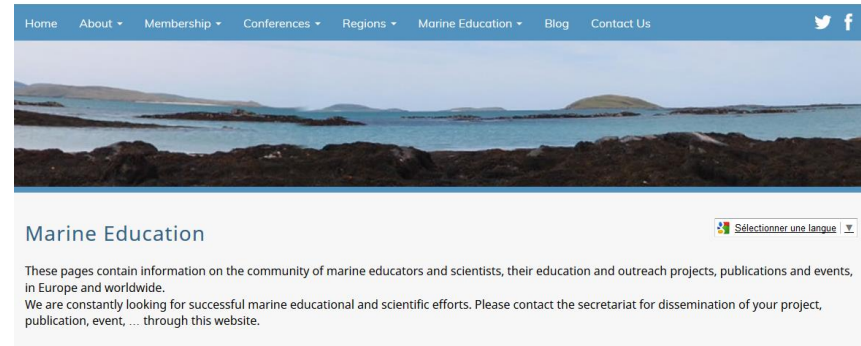 Home About Membership Conferences Regions Marine Education Blog Contact Us
Marine Education
Sélectionner une langue
These pages contain information on the community of marine educators and scientists, their education and outreach projects, publications and events,
in Europe and worldwide.
We are constantly looking for successful marine educational and scientific efforts. Please contact the secretariat for dissemination of your project,
publication, event, … through this website.